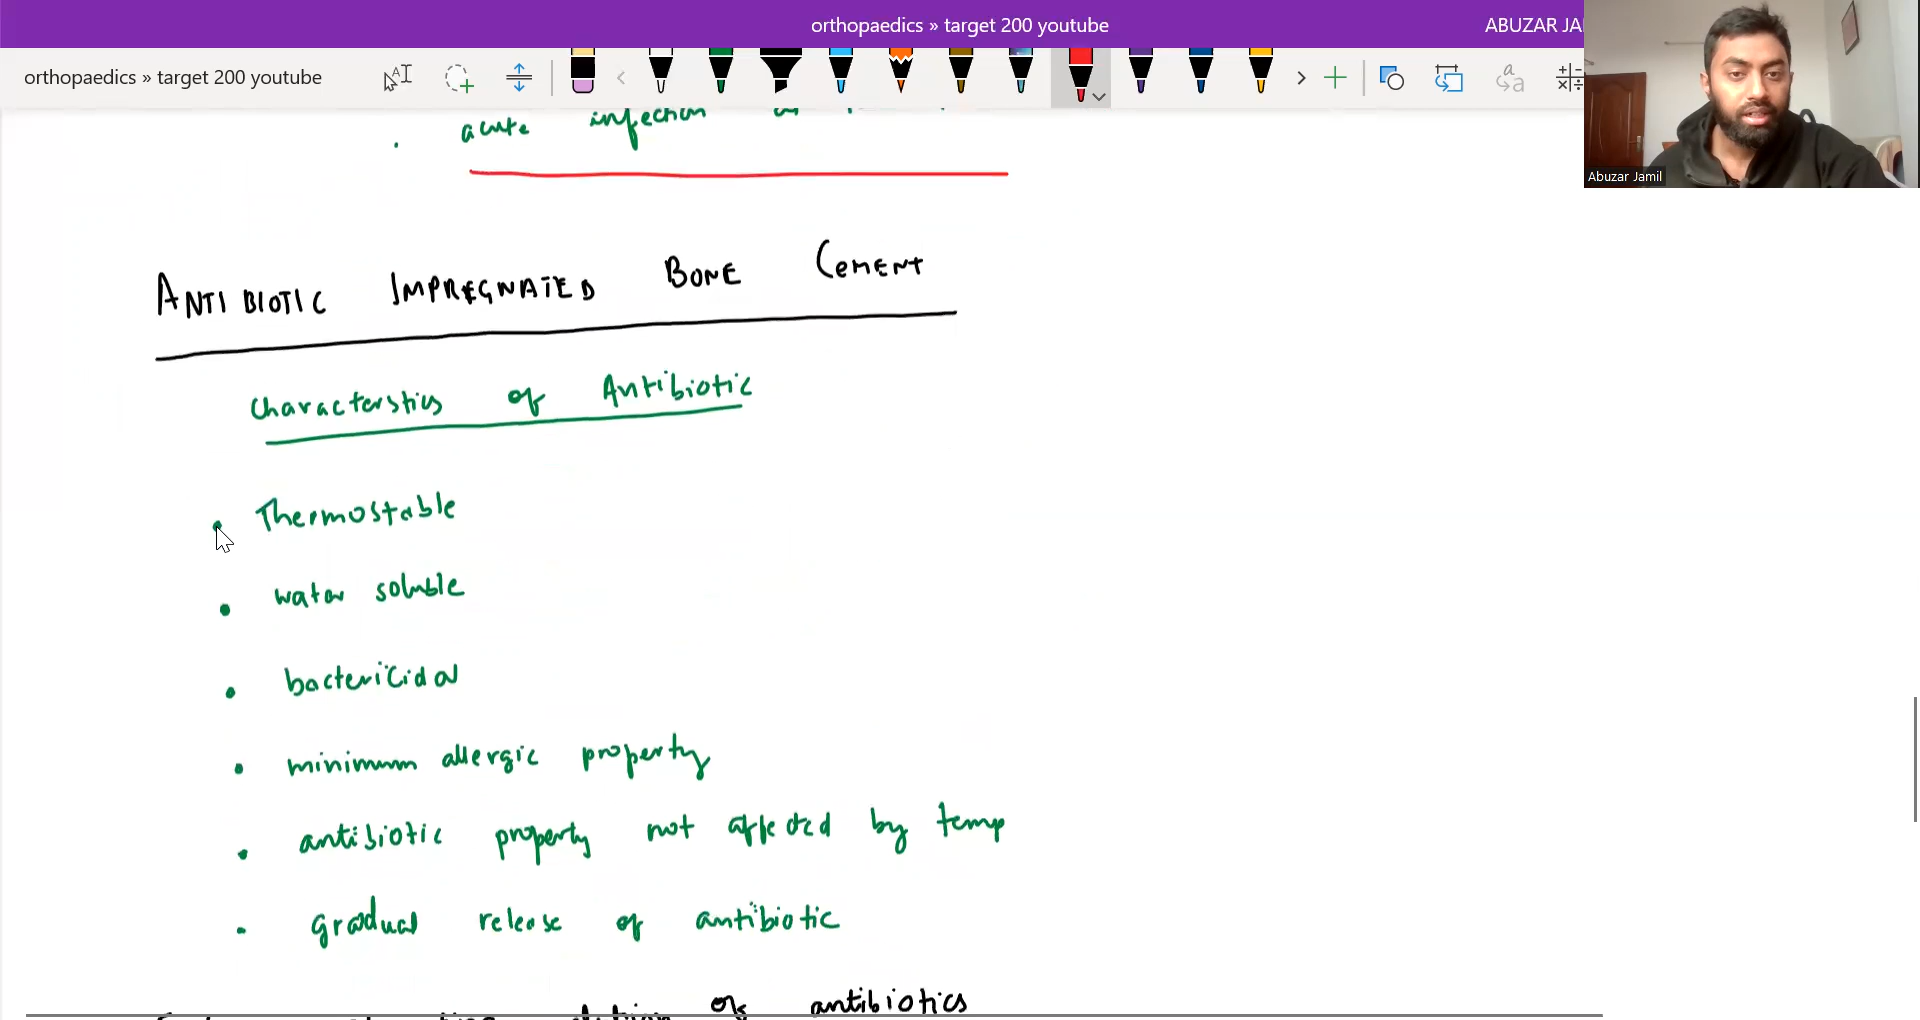 orthopaedics » target 200 youtube
ABUZAR JA
orthopaedics » target 200 youtube
Abuzar Jamil
acute infection
ANTIBIOTIC IMPREGNATED BONE CEMENT
Characterstics of Antibiotic
• Thermostable
• water soluble
• bactericidal
• minimum allergic property
• antibiotic property not affected by temp
• gradual release of antibiotic
of antibiotics